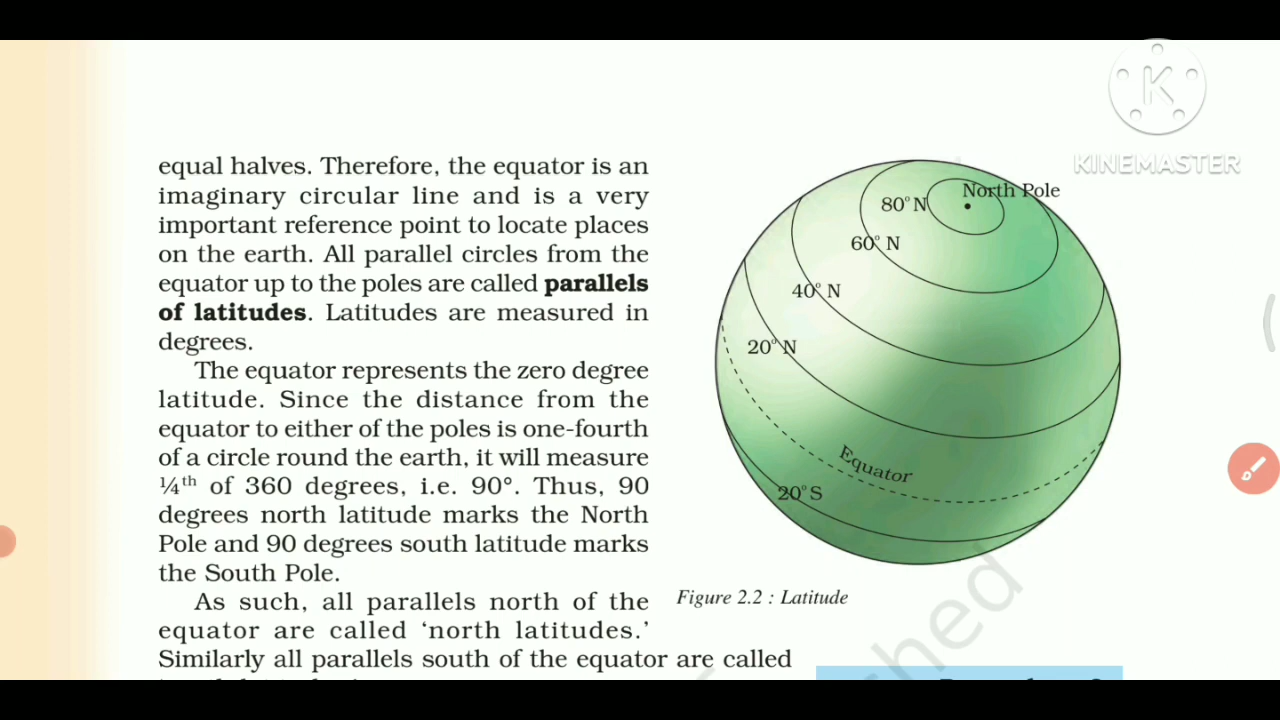 KINEMASTER
equal halves. Therefore, the equator is an
imaginary circular line and is a very
important reference point to locate places
on the earth. All parallel circles from the
equator up to the poles are called parallels
of latitudes. Latitudes are measured in
degrees.
The equator represents the zero degree
latitude. Since the distance from the
equator to either of the poles is one-fourth
of a circle round the earth, it will measure
¼th of 360 degrees, i.e. 90°. Thus, 90
degrees north latitude marks the North
Pole and 90 degrees south latitude marks
the South Pole.
As such, all parallels north of the
equator are called ‘north latitudes.’
Similarly all parallels south of the equator are called
North Pole
80° N
60° N
40° N
20° N
Equator
20° S
Figure 2.2 : Latitude